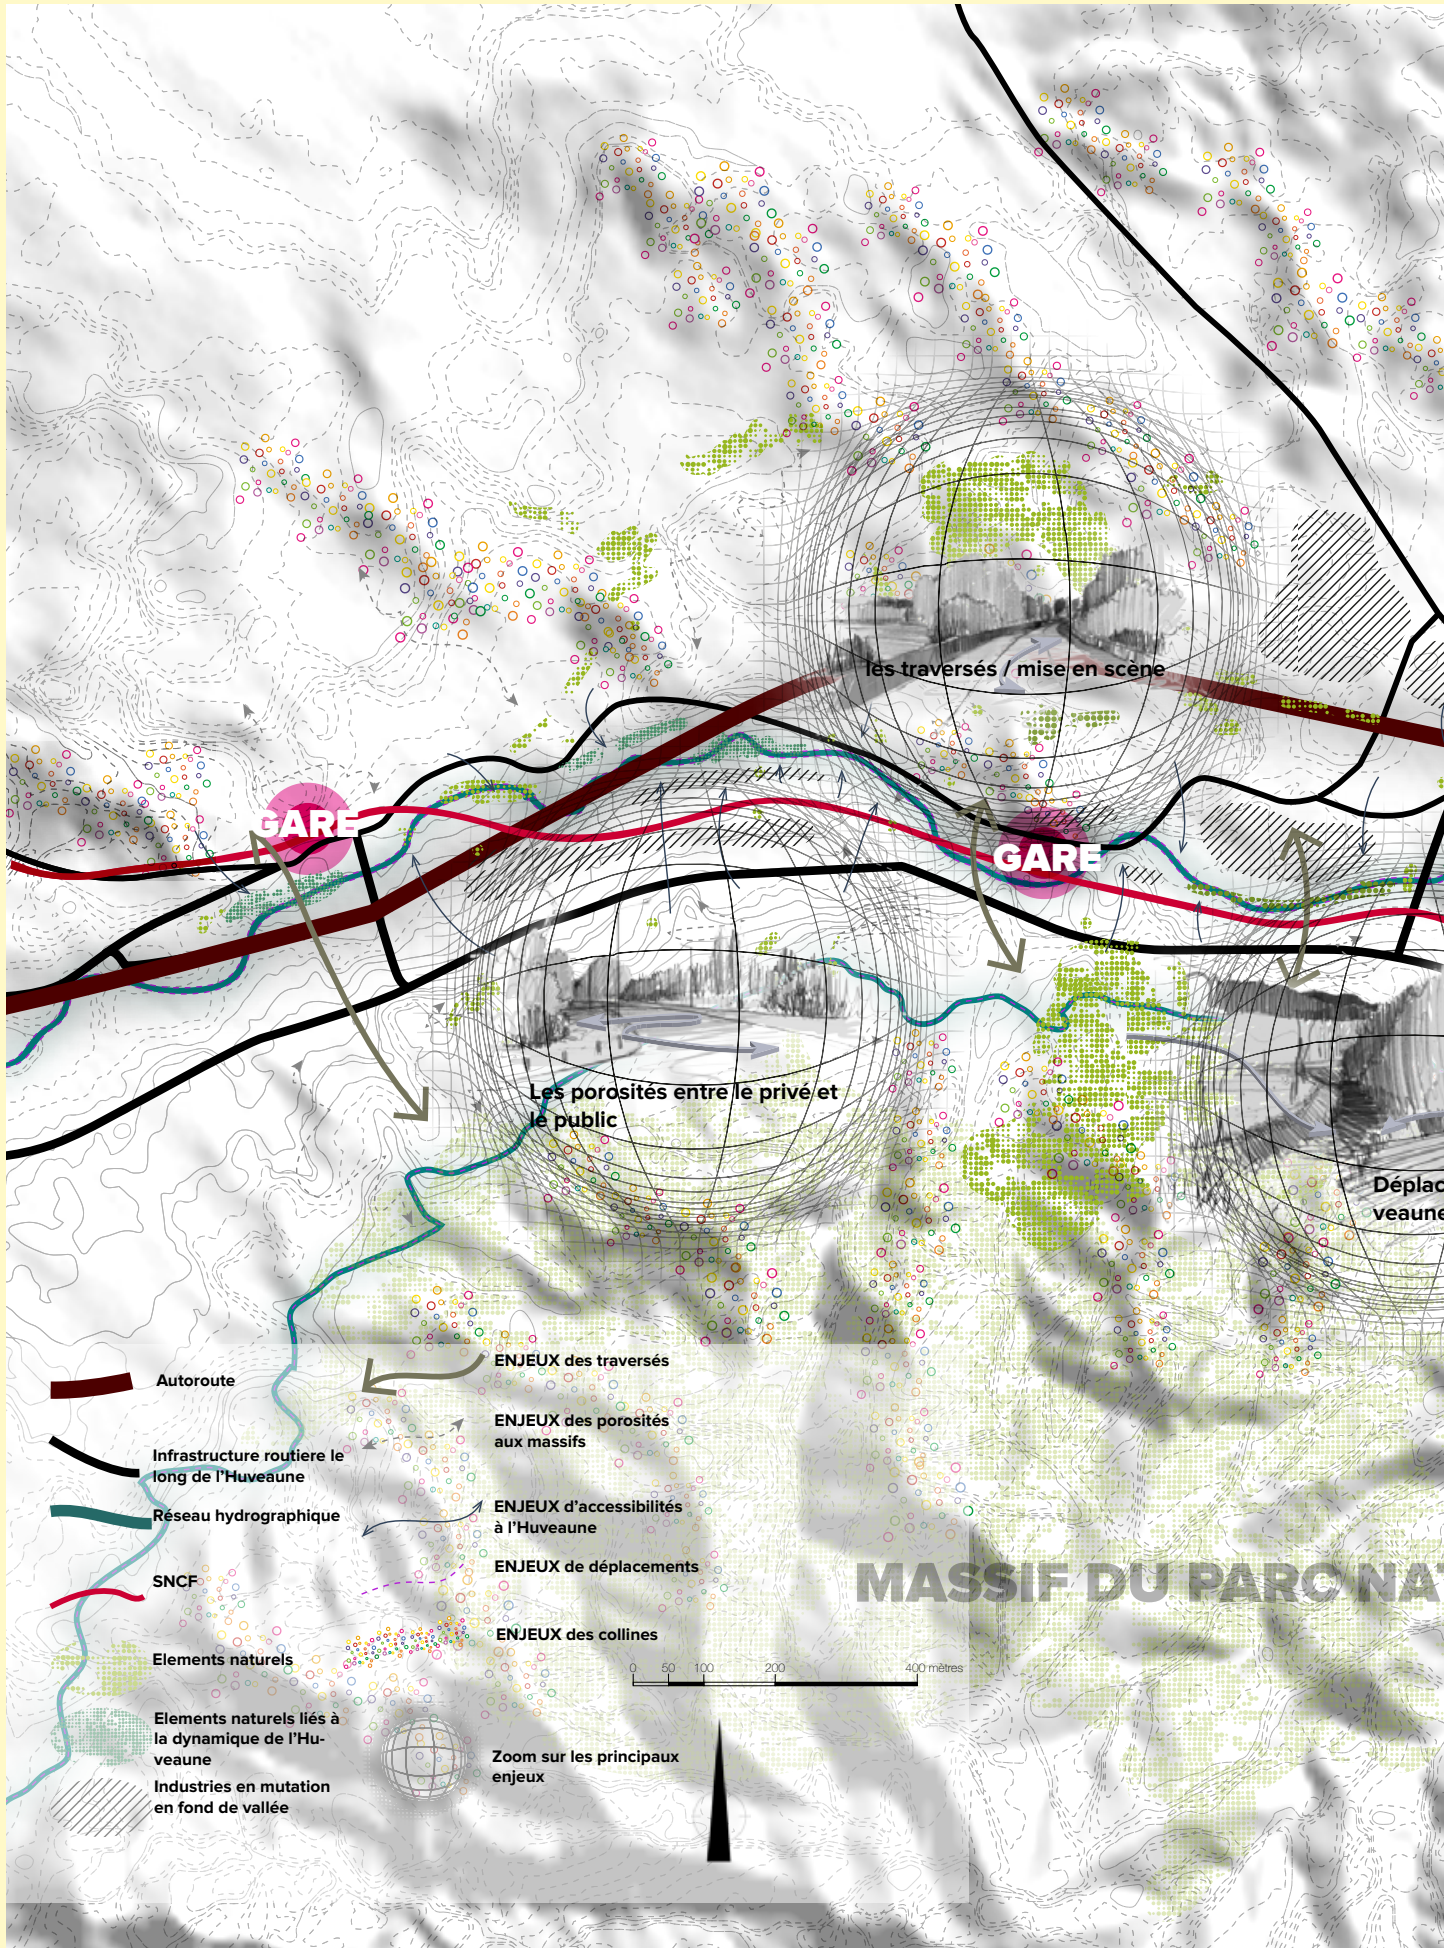 les traversés / mise en scène
GARE
GARE
Les porosités entre le privé et
le public
Déplac
veaune
MASSIF DU PARC NAT
Autoroute
Infrastructure routiere le
long de l'Huveaune
Réseau hydrographique
SNCF
Elements naturels
Elements naturels liés à
la dynamique de l'Hu-
veaune
Industries en mutation
en fond de vallée
ENJEUX des traversés
ENJEUX des porosités
aux massifs
ENJEUX d'accessibilités
à l'Huveaune
ENJEUX de déplacements
ENJEUX des collines
0 50 100 200 400 mètres
Zoom sur les principaux
enjeux